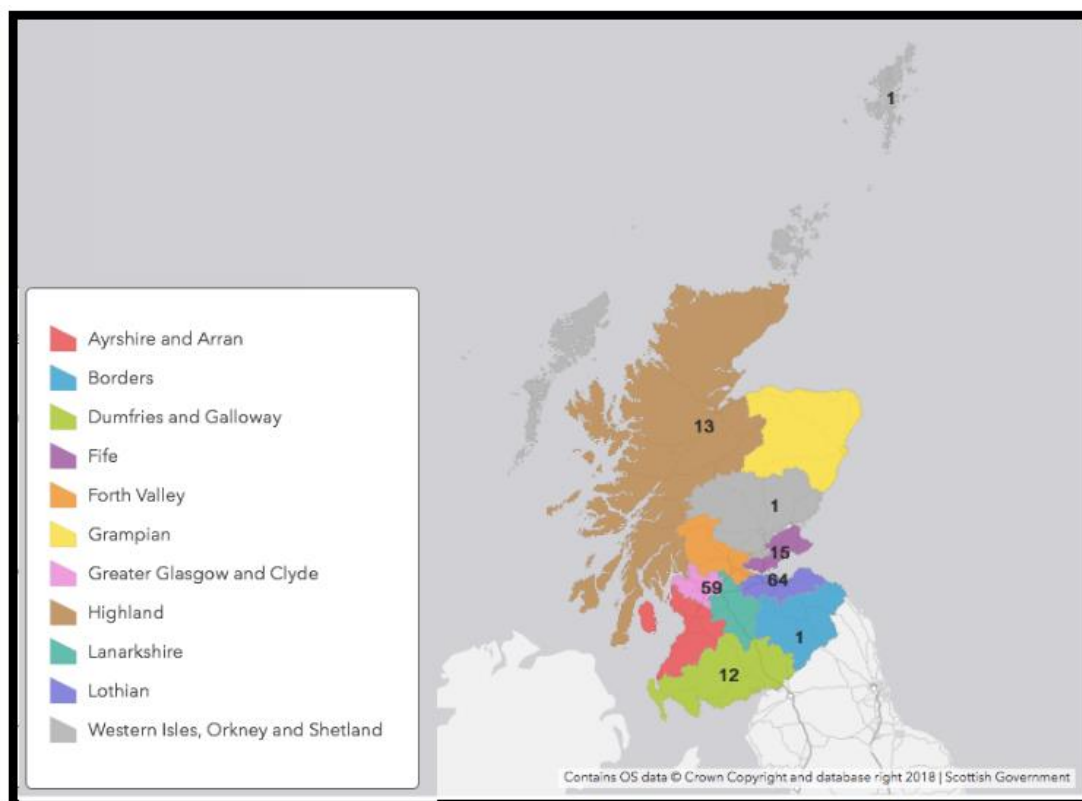 1
Ayrshire and Arran
Borders
Dumfries and Galloway
Fife
Forth Valley
Grampian
Greater Glasgow and Clyde
Highland
Lanarkshire
Lothian
Western Isles, Orkney and Shetland
13
1
15
64
59
1
12
Contains OS data © Crown Copyright and database right 2018 | Scottish Government